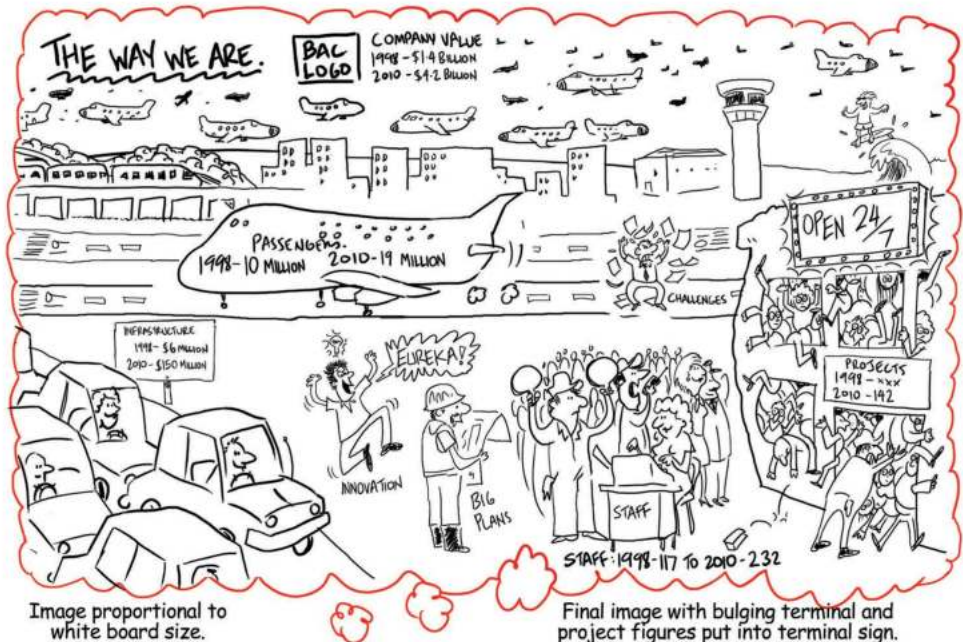 THE WAY WE ARE.
BAC
LOGO
COMPANY VALUE
1998-$1.4 BILLION
2010-$4.2 BILLION
OPEN 24/7
PASSENGERS.
1998-10 MILLION 2010-19 MILLION
CHALLENGES
INFRASTRUCTURE
1998-$6 MILLION
2010-$150 MILLION
EUREKA!
PROJECTS
1998-xxx
2010-192
INNOVATION
BIG
PLANS
STAFF
STAFF: 1998-117 TO 2010-232
Image proportional to
white board size.
Final image with bulging terminal and
project figures put into terminal sign.